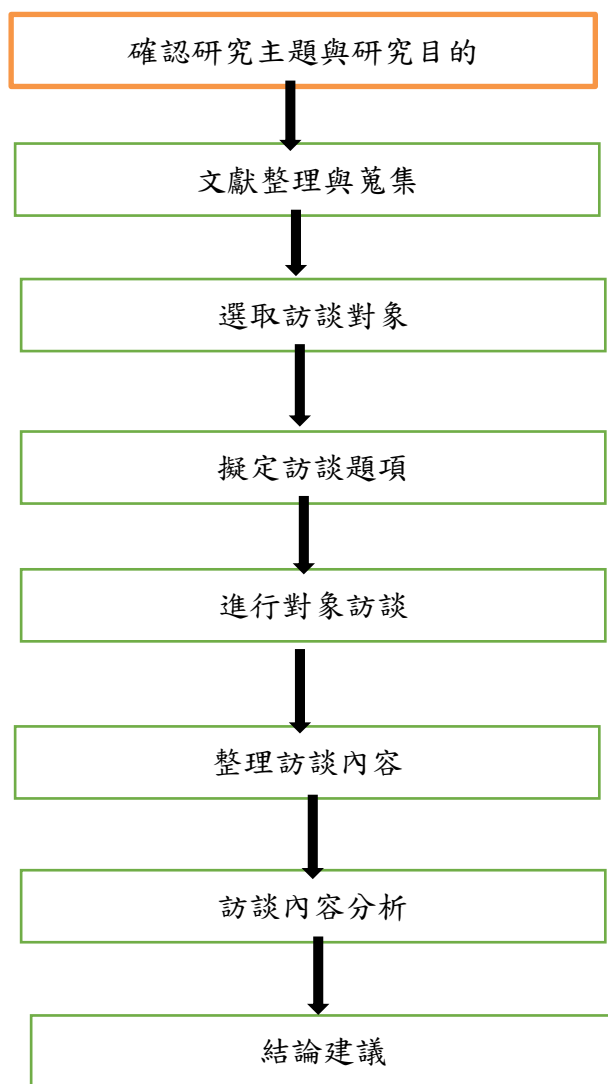 確認研究主題與研究目的
文獻整理與蒐集
選取訪談對象
擬定訪談題項
進行對象訪談
整理訪談內容
訪談內容分析
結論建議